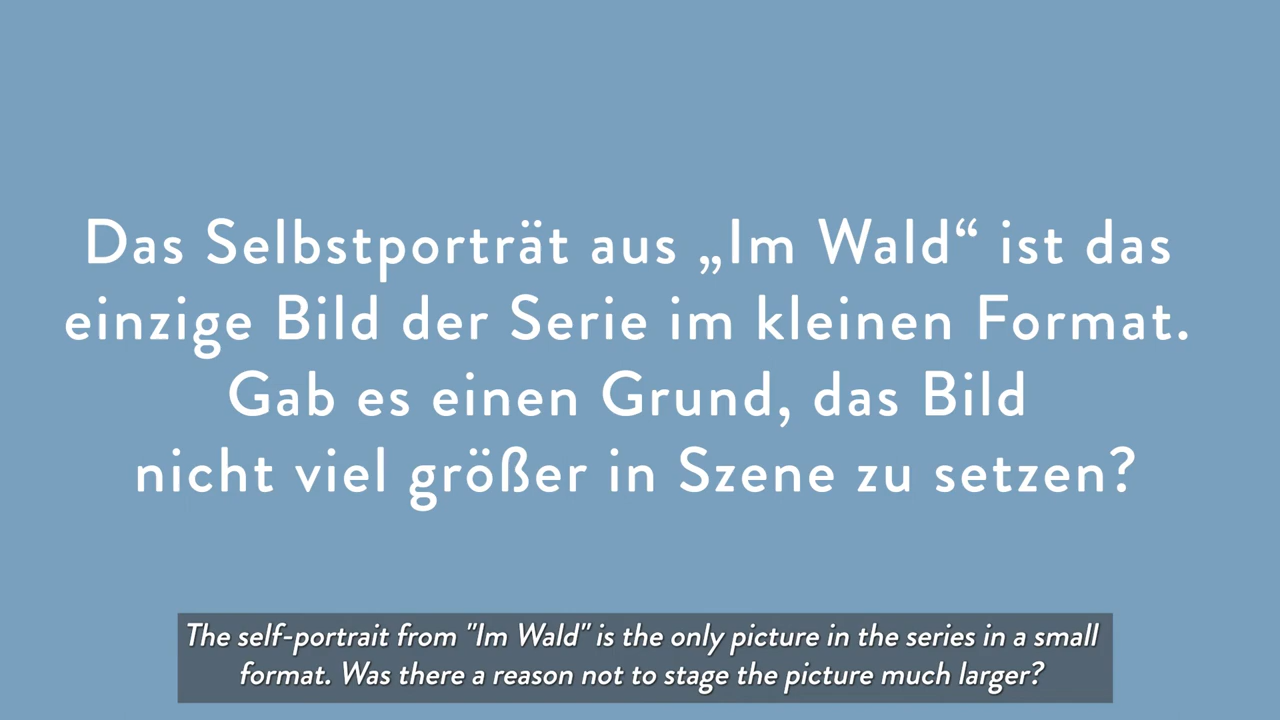 Das Selbstporträt aus „Im Wald“ ist das
einzige Bild der Serie im kleinen Format.
Gab es einen Grund, das Bild
nicht viel größer in Szene zu setzen?
The self-portrait from "Im Wald" is the only picture in the series in a small
format. Was there a reason not to stage the picture much larger?